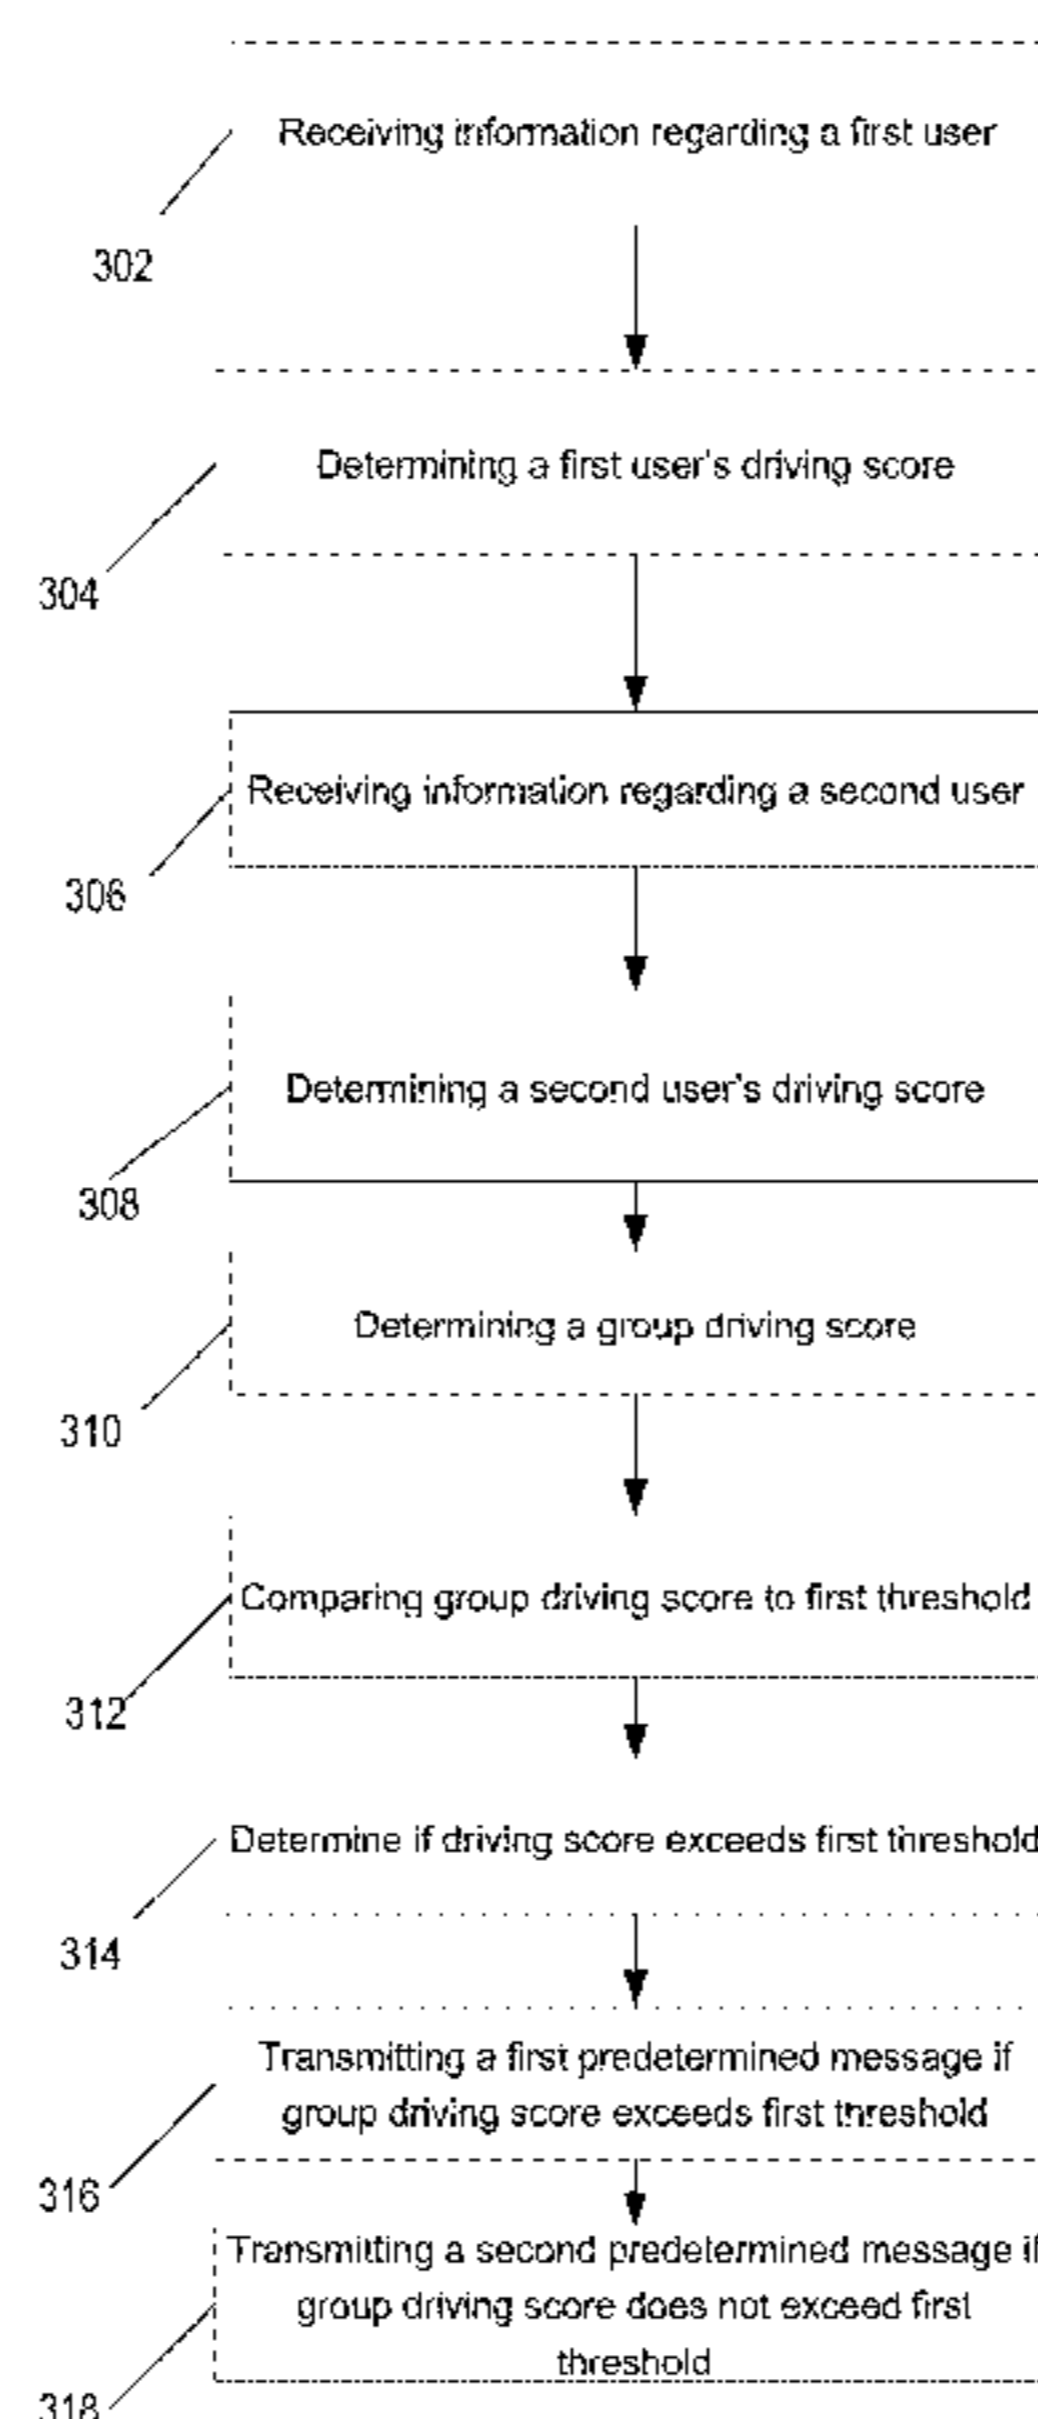 Receiving information regarding a first user
302
Determining a first user's driving score
304
Receiving information regarding a second user
306
Determining a second user's driving score
308
Determining a group driving score
310
Comparing group driving score to first threshold
312
Determine if driving score exceeds first threshold
314
Transmitting a first predetermined message if
group driving score exceeds first threshold
316
Transmitting a second predetermined message if
group driving score does not exceed first
threshold
318